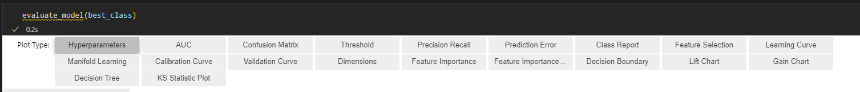 evaluate_model(best_class)
0.2s
Plot Type: Hyperparameters AUC Confusion Matrix Threshold Precision Recall Prediction Error Class Report Feature Selection Learning Curve
Manifold Learning Calibration Curve Validation Curve Dimensions Feature Importance Feature Importance... Decision Boundary Lift Chart Gain Chart
Decision Tree KS Statistic Plot